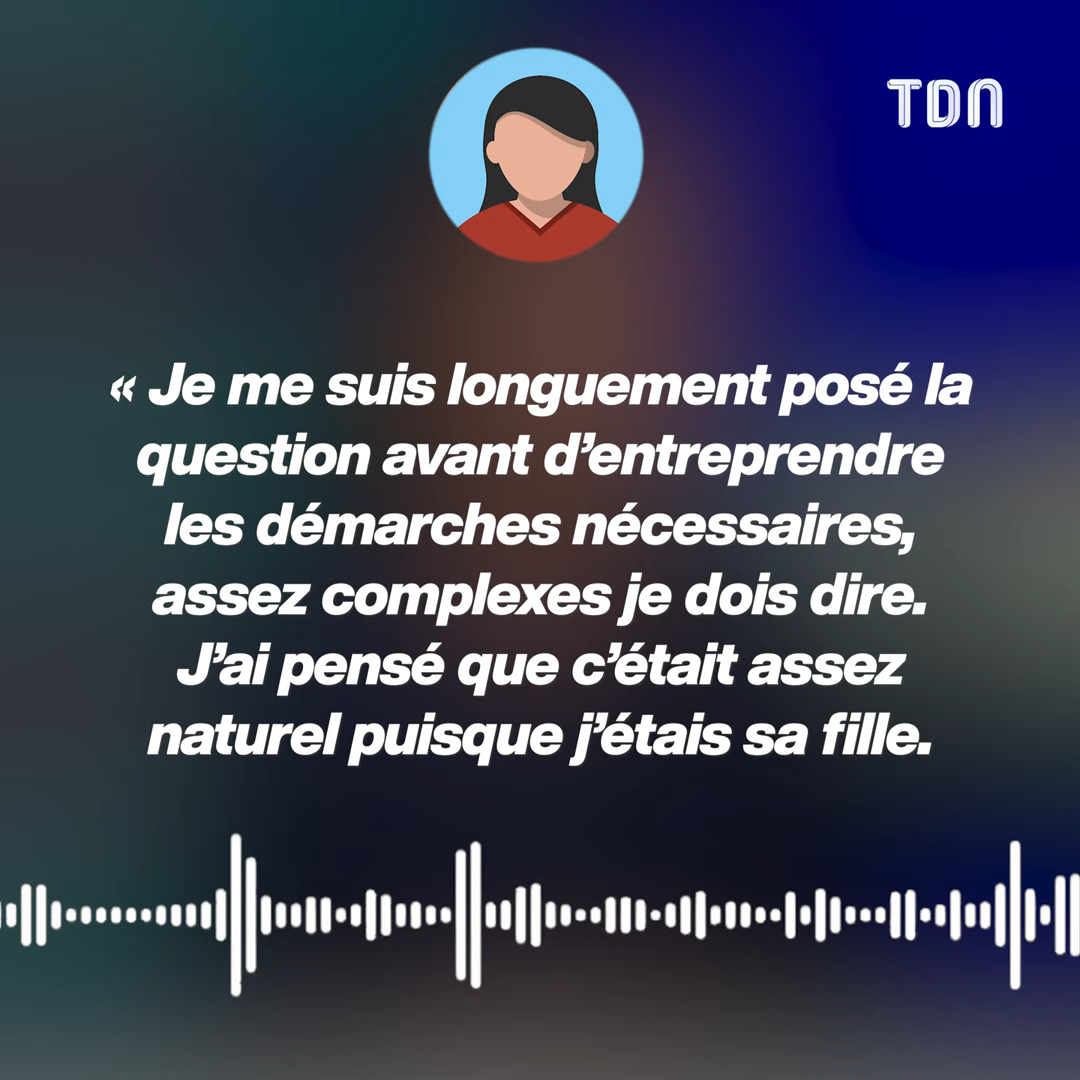 TDN
« Je me suis longuement posé la
question avant d’entreprendre
les démarches nécessaires,
assez complexes je dois dire.
J’ai pensé que c’était assez
naturel puisque j’étais sa fille.